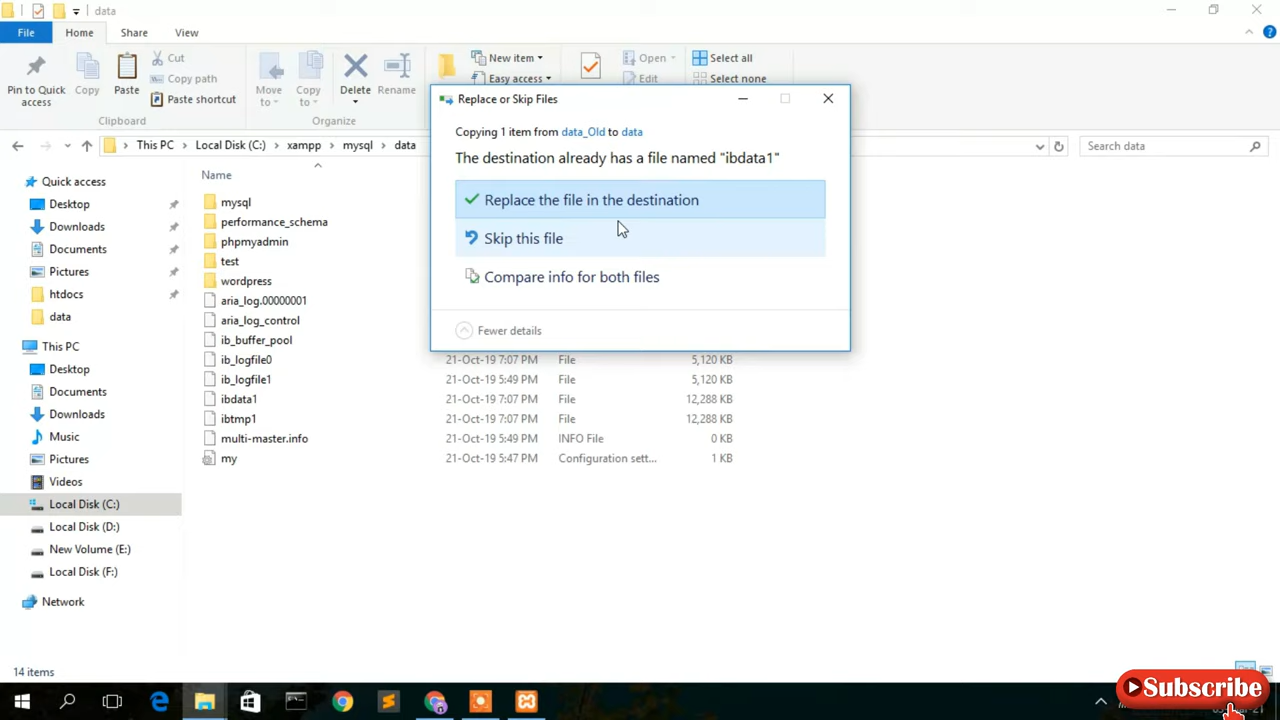 data
File
Home
Share
View
Pin to Quick access
Copy
Paste
Cut
Copy path
Paste shortcut
Clipboard
Move to
Copy to
Delete
Rename
Organize
New item
Easy access
Open
Edit
Select all
Select none
This PC
Local Disk (C:)
xampp
mysql
data
Search data
Replace or Skip Files
Copying 1 item from data_Old to data
The destination already has a file named "ibdata1"
Replace the file in the destination
Skip this file
Compare info for both files
Fewer details
Quick access
Desktop
Downloads
Documents
Pictures
htdocs
data
This PC
Desktop
Documents
Downloads
Music
Pictures
Videos
Local Disk (C:)
Local Disk (D:)
New Volume (E:)
Local Disk (F:)
Network
Name
mysql
performance_schema
phpmyadmin
test
wordpress
aria_log.00000001
aria_log_control
ib_buffer_pool
ib_logfile0 21-Oct-19 7:07 PM File 5,120 KB
ib_logfile1 21-Oct-19 5:49 PM File 5,120 KB
ibdata1 21-Oct-19 7:07 PM File 12,288 KB
ibtmp1 21-Oct-19 7:07 PM File 12,288 KB
multi-master.info 21-Oct-19 5:49 PM INFO File 0 KB
my 21-Oct-19 5:47 PM Configuration sett... 1 KB
14 items
Subscribe